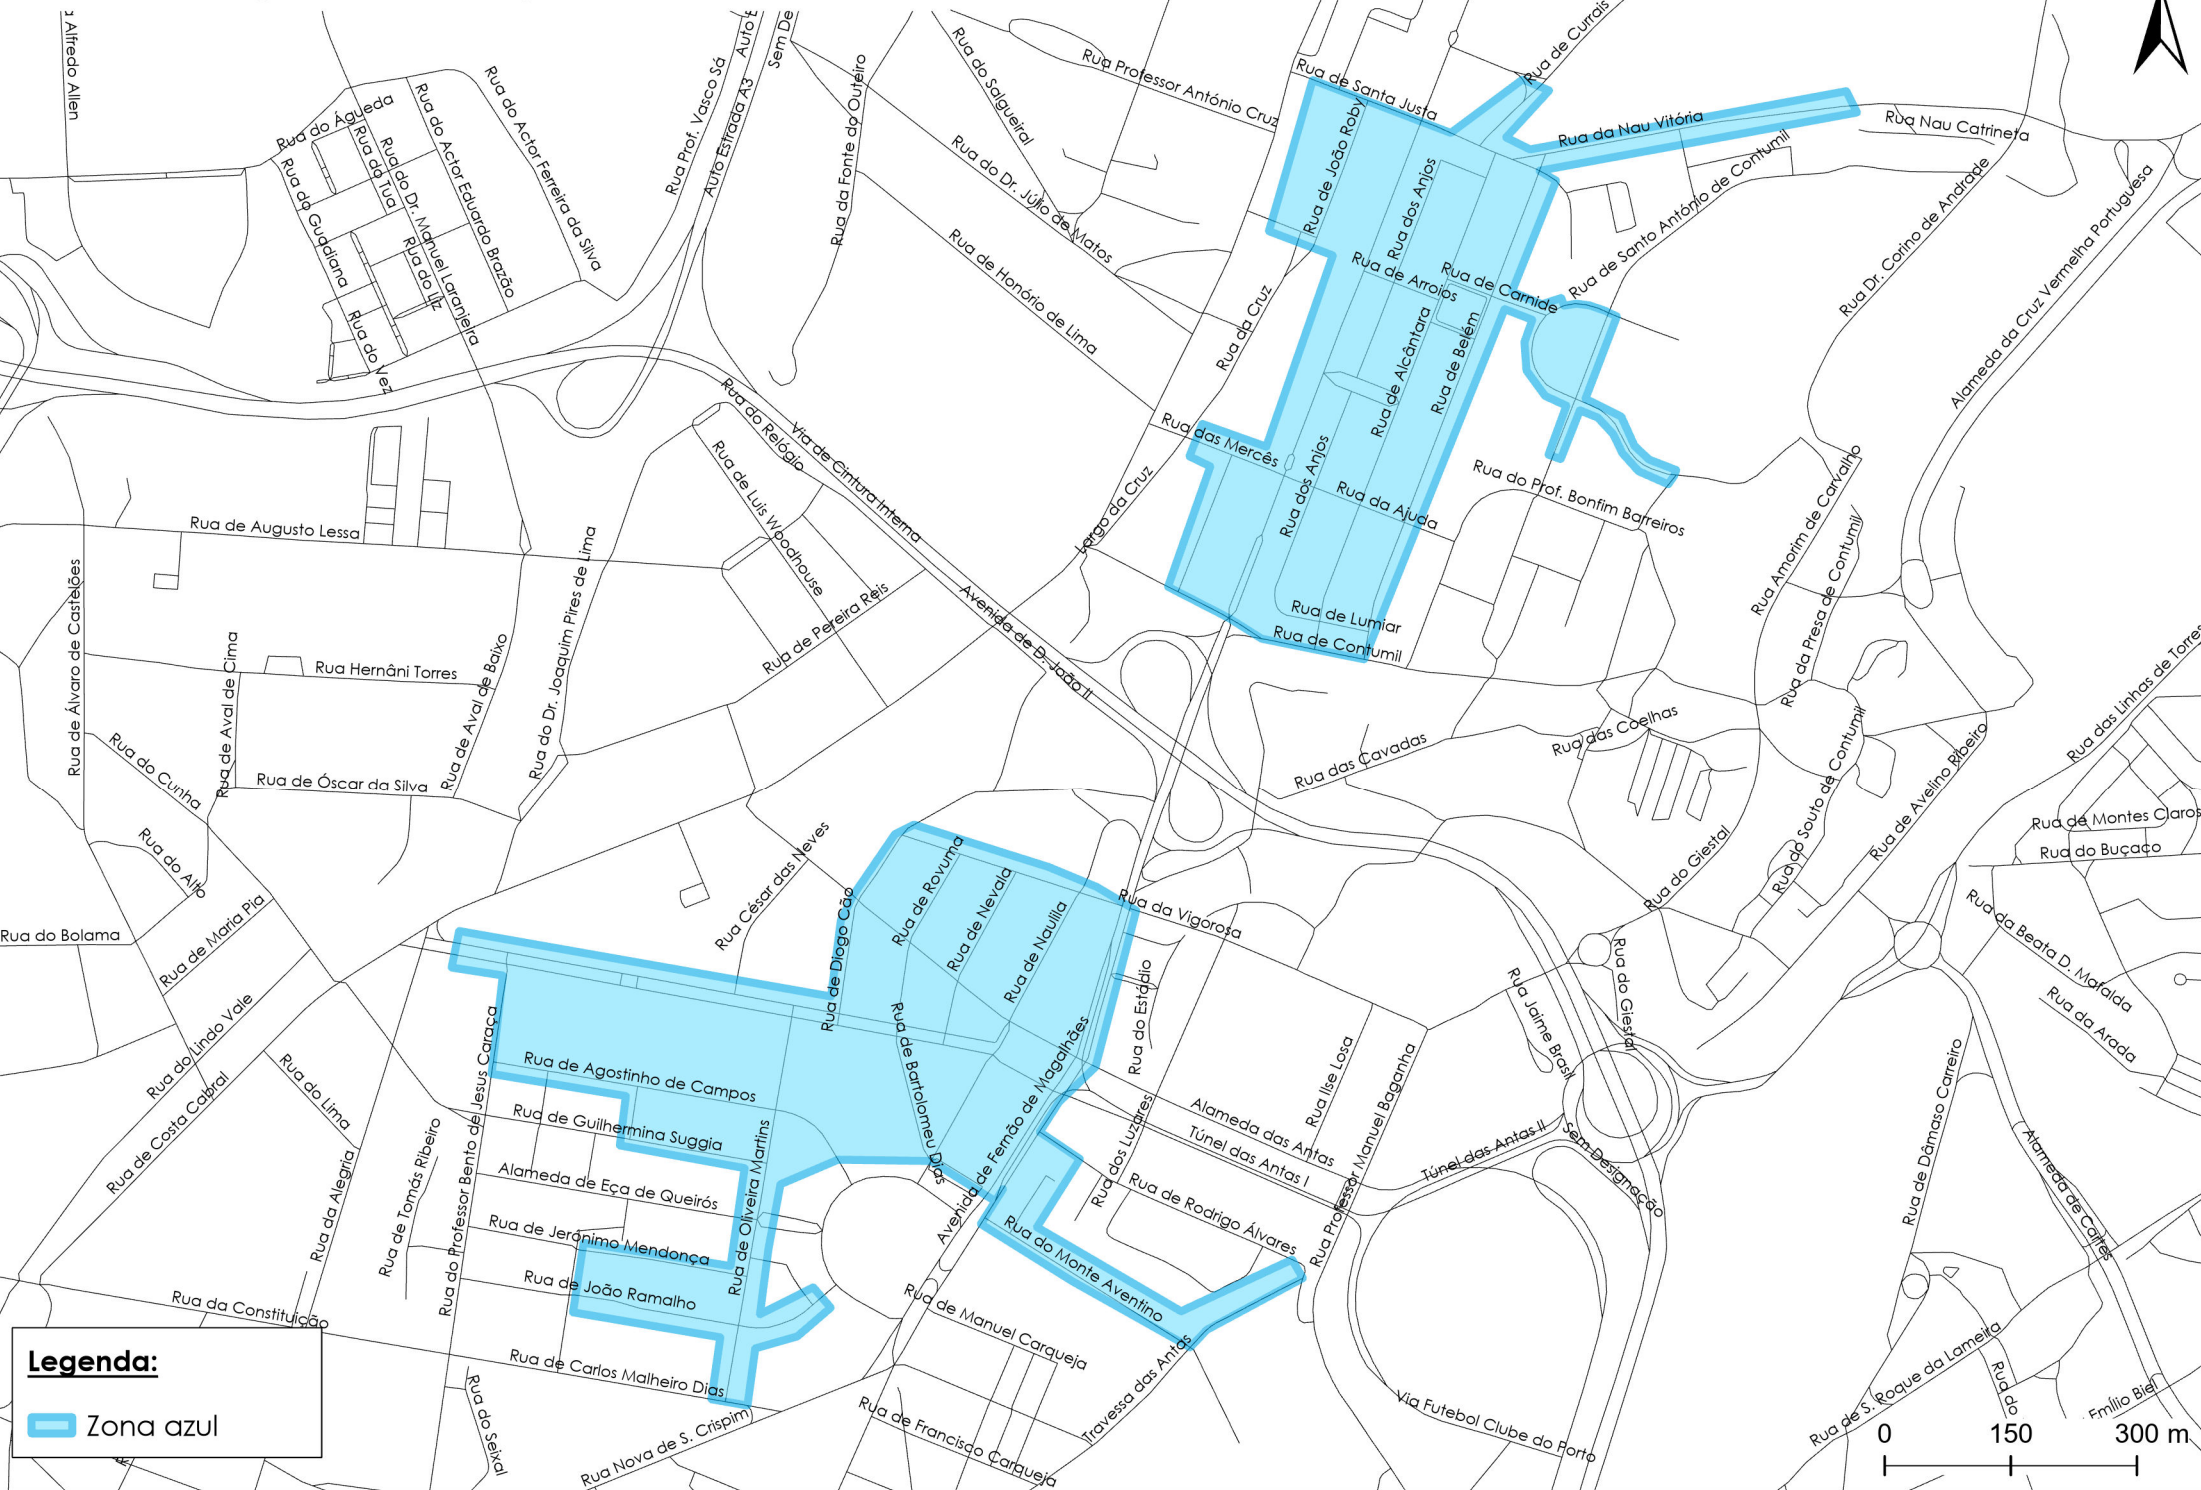 Alfredo Allen
Rua do Águeda
Rua do Tua
Rua do Dr. Manuel Laranjeira
Rua do Actor Eduardo Brazão
Rua do Actor Ferreira da Silva
Rua do Guadiana
Rua do Liz
Rua do Vez
Rua Prof. Vasco Sá
Auto Estrada A3
Auto E
Sem De
Rua da Fonte do Outeiro
Rua do Salgueiral
Rua Professor António Cruz
Rua do Dr. Júlio de Matos
Rua de Honório de Lima
Rua de Santa Justa
Rua de Currais
Rua de João Roby
Rua dos Anjos
Rua da Nau Vitória
Rua Nau Catrineta
Rua de Santo António de Contumil
Rua Dr. Corino de Andrade
Alameda da Cruz Vermelha Portuguesa
Rua de Arroios
Rua de Carnide
Rua da Cruz
Rua de Alcântara
Rua de Belém
Rua das Mercês
Rua dos Anjos
Rua da Ajuda
Rua do Prof. Bonfim Barreiros
Largo da Cruz
Rua de Lumiar
Rua de Contumil
Rua Amorim de Carvalho
Rua da Presa de Contumil
Rua do Relógio
Via de Cintura Interna
Rua de Luis Woodhouse
Rua de Pereira Reis
Avenida de D. João II
Rua de Augusto Lessa
Rua de Álvaro de Castelões
Rua de Aval de Cima
Rua Hernâni Torres
Rua de Aval de Baixo
Rua do Dr. Joaquim Pires de Lima
Rua do Cunha
Rua de Óscar da Silva
Rua do Alto
Rua de Maria Pia
Rua do Bolama
Rua do Lindo Vale
Rua de Costa Cabral
Rua do Lima
Rua da Alegria
Rua de Tomás Ribeiro
Rua do Professor Bento de Jesus Caraça
Rua César das Neves
Rua de Diogo Cão
Rua de Rovuma
Rua de Nevala
Rua de Naulila
Rua da Vigorosa
Rua das Cavadas
Rua das Coelhas
Rua do Giestal
Rua do Souto de Contumil
Rua de Avelino Ribeiro
Rua das Linhas de Torres
Rua de Montes Claros
Rua do Buçaco
Rua da Beata D. Mafalda
Rua da Arada
Rua do Estádio
Rua de Bartolomeu Dias
Rua de Agostinho de Campos
Rua de Guilhermina Suggia
Alameda de Eça de Queirós
Rua de Jerónimo Mendonça
Rua de João Ramalho
Rua de Oliveira Martins
Avenida de Fernão de Magalhães
Rua dos Luzares
Alameda das Antas
Túnel das Antas I
Túnel das Antas II
Rua Ilse Losa
Rua Professor Manuel Baganha
Rua Jaime Brasil
Rua do Giestal
Sem Designação
Rua de Rodrigo Álvares
Rua do Monte Aventino
Rua de Manuel Carqueja
Rua de Francisco Carqueja
Travessa das Antas
Via Futebol Clube do Porto
Rua de Dâmaso Carreiro
Alameda de Cartes
Rua de S. Roque da Lameira
Rua do
Emílio Biel
Rua da Constituição
Rua de Carlos Malheiro Dias
Rua do Seixal
Rua Nova de S. Crispim
Legenda:
Zona azul
0 150 300 m